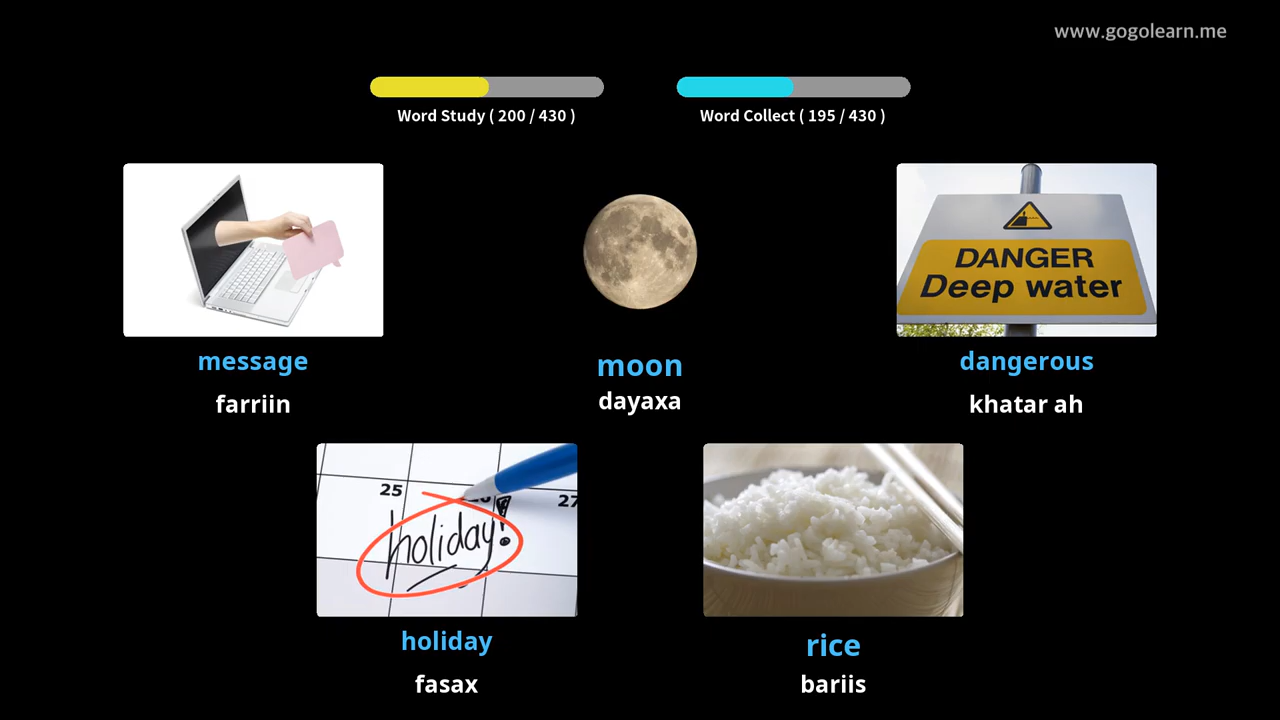 www.gogolearn.me
Word Study ( 200 / 430 )
Word Collect ( 195 / 430 )
DANGER
Deep water
message
farriin
moon
dayaxa
dangerous
khatar ah
25
27
holiday!
holiday
fasax
rice
bariis